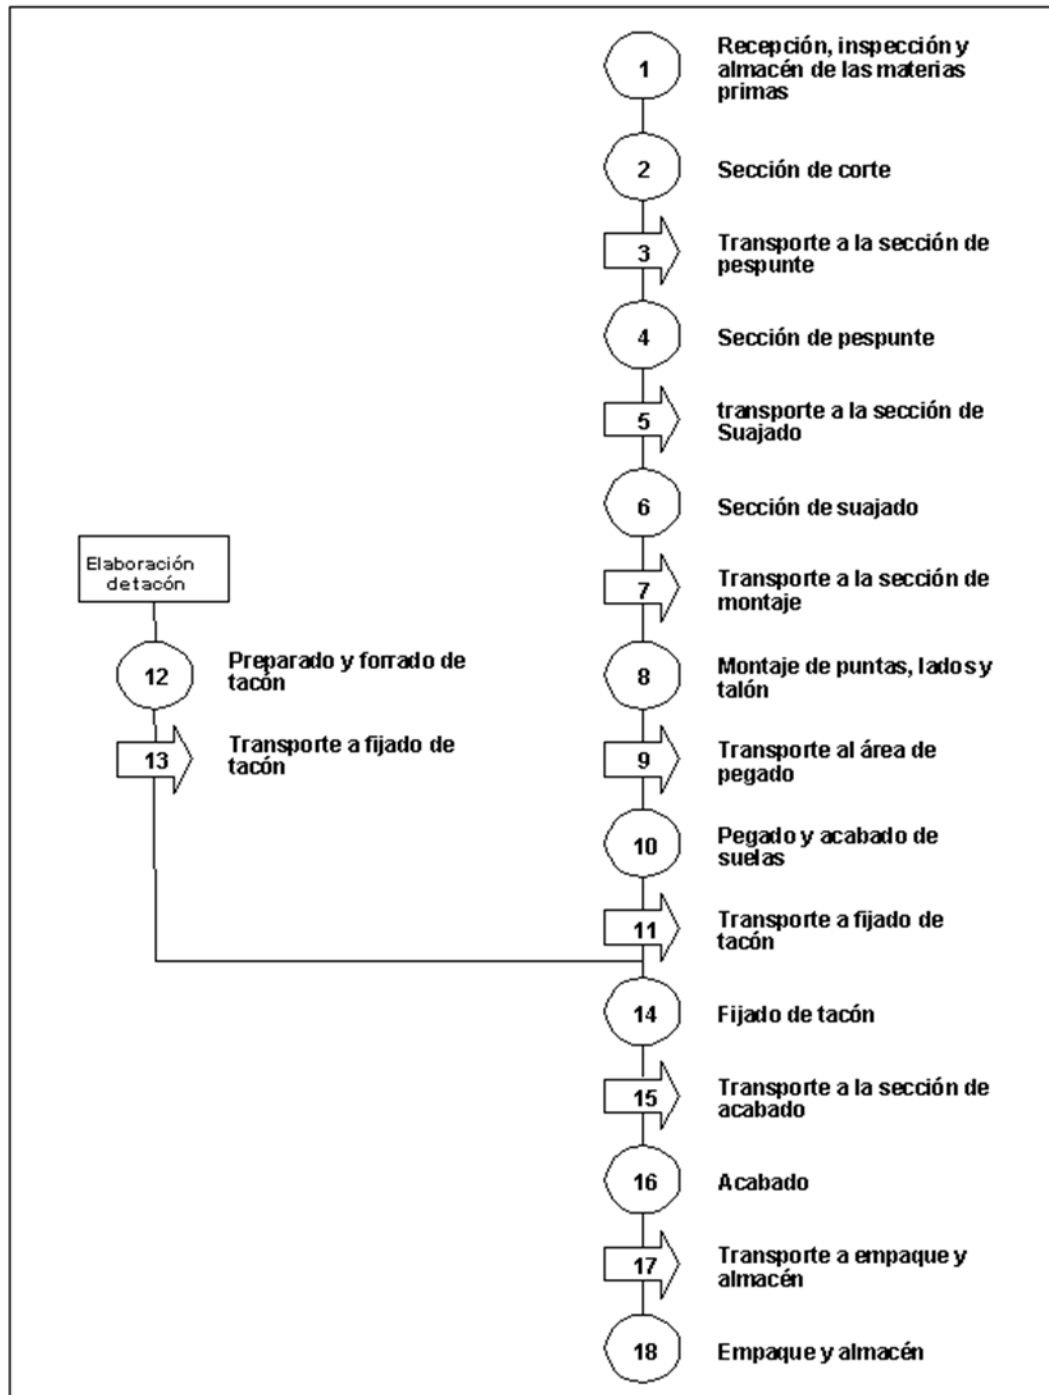 1
Recepción, inspección y
almacén de las materias
primas
2
Sección de corte
3
Transporte a la sección de
pespunte
4
Sección de pespunte
5
transporte a la sección de
Suajado
6
Sección de suajado
7
Transporte a la sección de
montaje
8
Montaje de puntas, lados y
talón
9
Transporte al área de
pegado
10
Pegado y acabado de
suelas
11
Transporte a fijado de
tacón
Elaboración
de tacón
12
Preparado y forrado de
tacón
13
Transporte a fijado de
tacón
14
Fijado de tacón
15
Transporte a la sección de
acabado
16
Acabado
17
Transporte a empaque y
almacén
18
Empaque y almacén